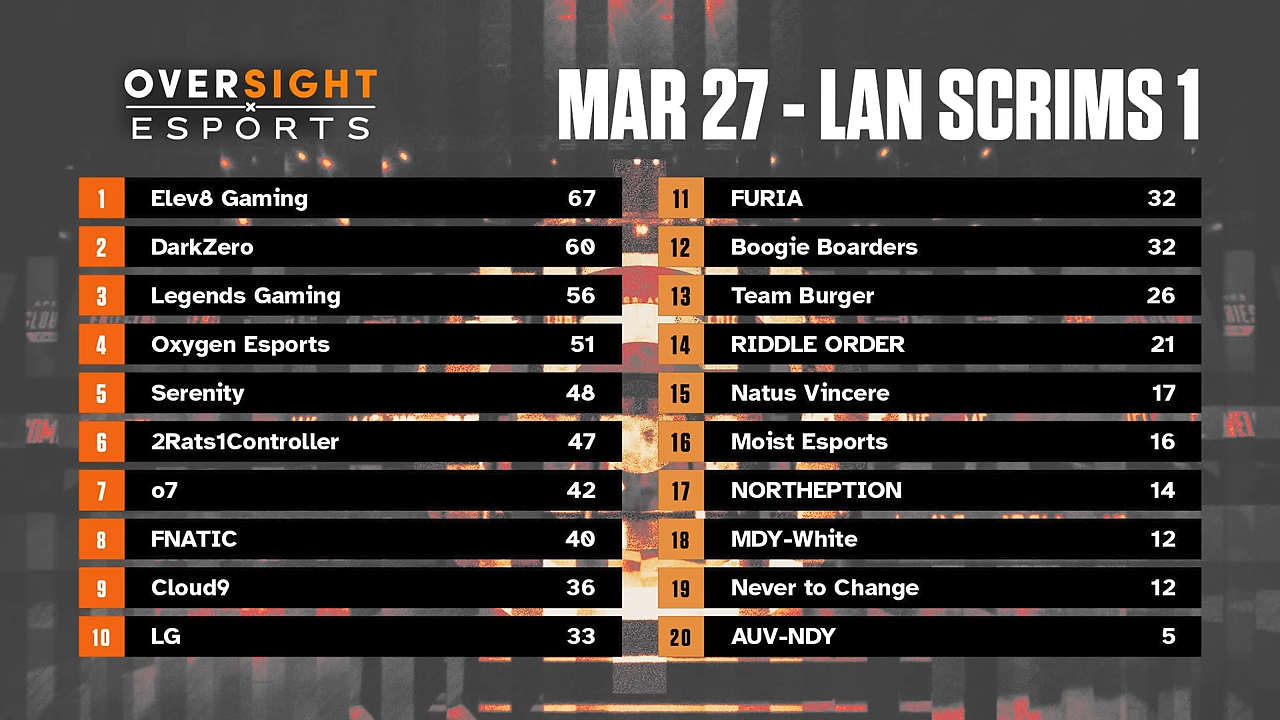 OVERSIGHT
×
ESPORTS
MAR 27 - LAN SCRIMS 1
1 Elev8 Gaming 67
2 DarkZero 60
3 Legends Gaming 56
4 Oxygen Esports 51
5 Serenity 48
6 2Rats1Controller 47
7 o7 42
8 FNATIC 40
9 Cloud9 36
10 LG 33
11 FURIA 32
12 Boogie Boarders 32
13 Team Burger 26
14 RIDDLE ORDER 21
15 Natus Vincere 17
16 Moist Esports 16
17 NORTHEPTION 14
18 MDY-White 12
19 Never to Change 12
20 AUV-NDY 5